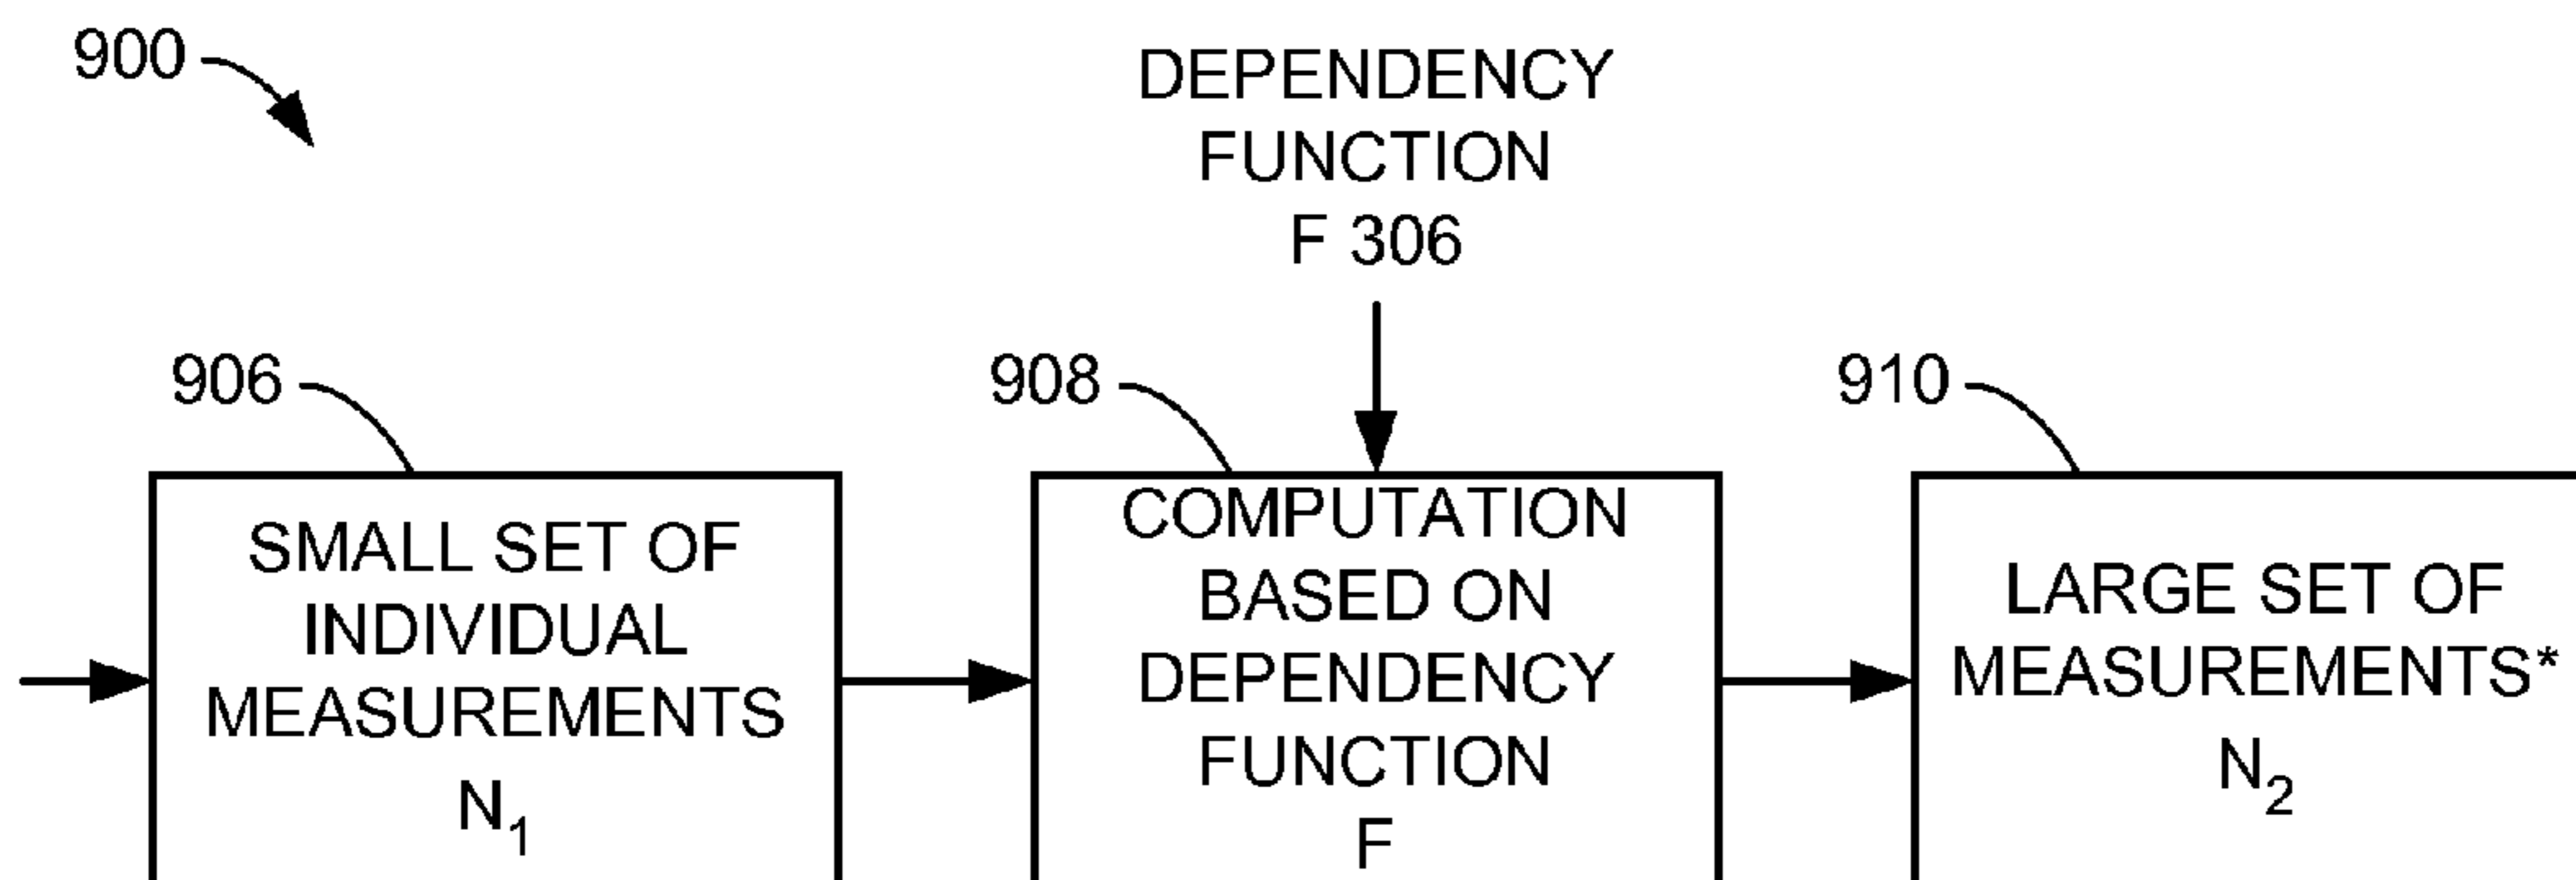 900
DEPENDENCY
FUNCTION
F 306
906
908
910
SMALL SET OF
INDIVIDUAL
MEASUREMENTS
N₁
COMPUTATION
BASED ON
DEPENDENCY
FUNCTION
F
LARGE SET OF
MEASUREMENTS*
N₂